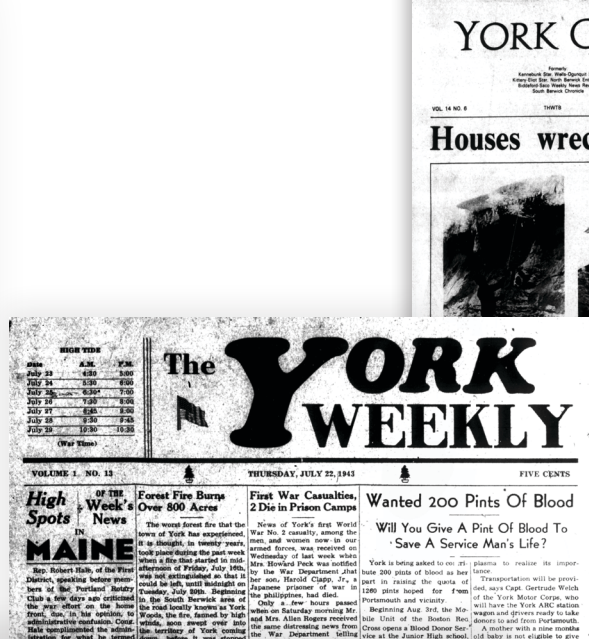 YORK
Formerly
Kennebunk Star, Wells-Ogunquit
Kittery-Eliot Star, North Berwick
Biddeford-Saco Weekly News
South Berwick Chronicle
VOL. 14 NO. 8
Houses
HIGH TIDE
Date A.M. P.M.
July 23 4:30 5:00
July 24 5:30 6:00
July 25 6:30 7:00
July 26 7:30 8:00
July 27 8:45 9:00
July 28 9:30 9:45
July 29 10:30 10:30
(War Time)
The YORK
WEEKLY
VOLUME 1 NO. 13 THURSDAY, JULY 22, 1943 FIVE CENTS
High Spots
OF THE
Week's
News
IN
MAINE
Rep. Robert Hale, of the First
District, speaking before mem-
bers of the Portland Rotary
Club a few days ago criticized
the war effort on the home
front, due, in his opinion, to
administrative confusion. Cong.
Hale complimented the admin-
istration for what he termed
Forest Fire Burns
Over 800 Acres
The worst forest fire that the
town of York has experienced,
it is thought, in twenty years,
took place during the past week
when a fire that started in mid-
afternoon of Friday, July 16th,
was not extinguished so that it
could be left, until midnight on
Tuesday, July 20th. Beginning
in the South Berwick area of
the road locally known as York
Woods, the fire, fanned by high
winds, soon swept over into
the territory of York coming
First War Casualties,
2 Die in Prison Camps
News of York's first World
War No. 2 casualty, among the
men and women now in our
armed forces, was received on
Wednesday of last week when
Mrs. Howard Peck was notified
by the War Department that
her son, Harold Clapp, Jr., a
Japanese prisoner of war in
the philippines, had died.
Only a few hours passed
when on Saturday morning Mr.
and Mrs. Allen Rogers received
the same distressing news from
the War Department telling
Wanted 200 Pints Of Blood
Will You Give A Pint Of Blood To
Save A Service Man's Life?
York is being asked to contri
bute 200 pints of blood as her
part in raising the quota of
1260 pints hoped for from
Portsmouth and vicinity
Beginning Aug. 3rd, the Mo-
bile Unit of the Boston Red
Cross opens a Blood Donor Ser-
vice at the Junior High school,
plasma to realize its impor-
tance.
Transportation will be provi-
ded, says Capt. Gertrude Welch
of the York Motor Corps, who
will have the York ARC station
wagon and drivers ready to take
donors to and from Portsmouth.
A mother with a nine months
old baby is not eligible to give